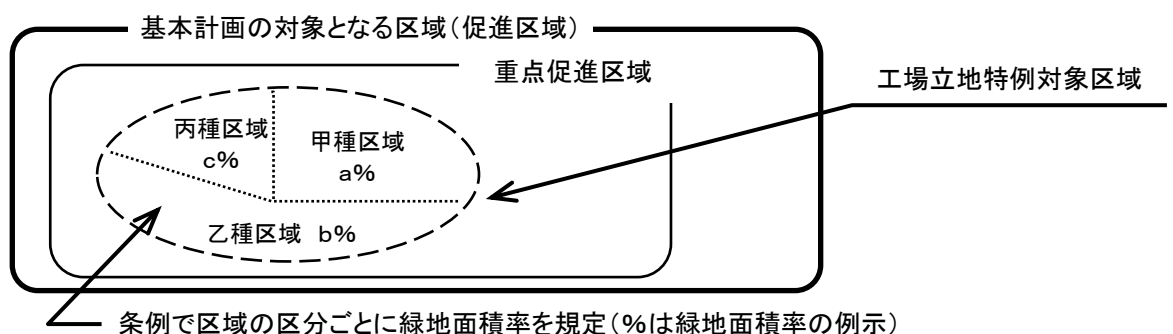 基本計画の対象となる区域（促進区域）
重点促進区域
工場立地特例対象区域
丙種区域
c％
甲種区域
a％
乙種区域　b％
条例で区域の区分ごとに緑地面積率を規定（％は緑地面積率の例示）